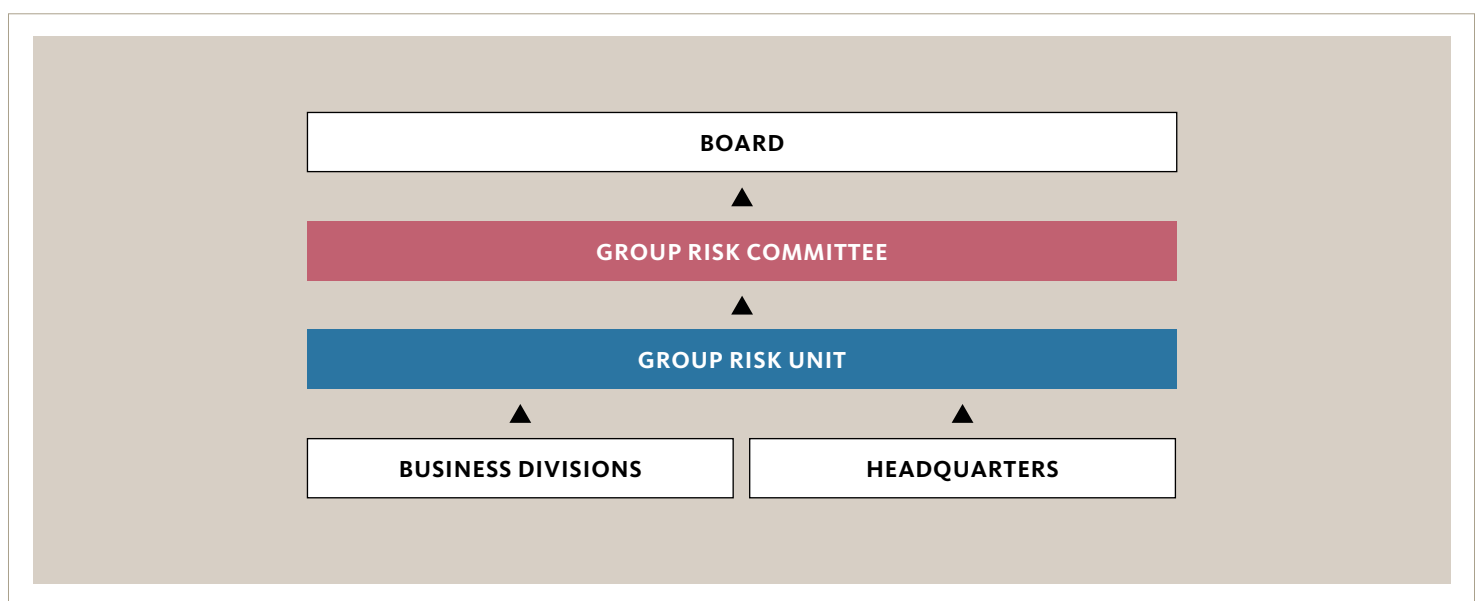 BOARD
GROUP RISK COMMITTEE
GROUP RISK UNIT
BUSINESS DIVISIONS
HEADQUARTERS